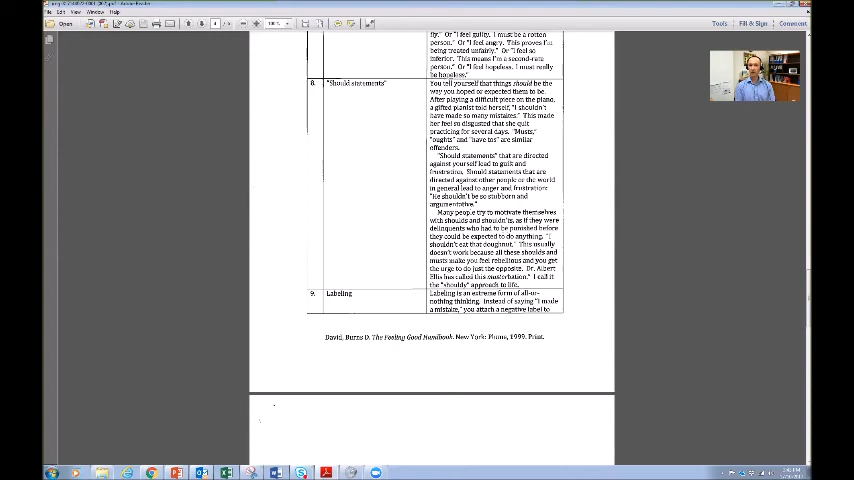 File Edit View Window Help
Open
4
100%
Tools Fill & Sign Comment
fly." Or "I feel guilty. I must be a rotten
person." Or "I feel angry. This proves I'm
being treated unfairly." Or "I feel so
inferior. This means I'm a second-rate
person." Or "I feel hopeless. I must really
be hopeless."
8. "Should statements"
You tell yourself that things should be the
way you hoped or expected them to be.
After playing a difficult piece on the piano,
a gifted pianist told herself, "I shouldn't
have made so many mistakes." This made
her feel so disgusted that she quit
practicing for several days. "Musts,"
"oughts" and "have tos" are similar
offenders.
"Should statements" that are directed
against yourself lead to guilt and
frustration. Should statements that are
directed against other people or the world
in general lead to anger and frustration:
"He shouldn't be so stubborn and
argumentative."
Many people try to motivate themselves
with shoulds and shouldn'ts, as if they were
delinquents who had to be punished before
they could be expected to do anything. "I
shouldn't eat that doughnut." This usually
doesn't work because all these shoulds and
musts make you feel rebellious and you get
the urge to do just the opposite. Dr. Albert
Ellis has called this musterbation." I call it
the "shouldy" approach to life.
9. Labeling
Labeling is an extreme form of all-or-
nothing thinking. Instead of saying "I made
a mistake," you attach a negative label to
David, Burns D. The Feeling Good Handbook. New York: Plume, 1999. Print.